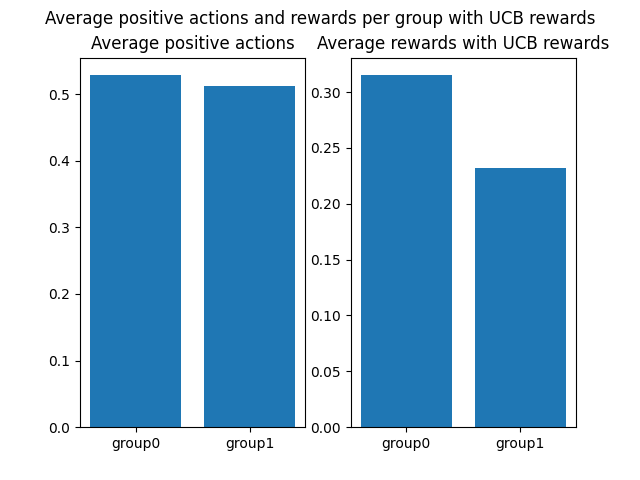 Average positive actions and rewards per group with UCB rewards
Average positive actions
0.5
0.4
0.3
0.2
0.1
0.0
group0
group1
Average rewards with UCB rewards
0.30
0.25
0.20
0.15
0.10
0.05
0.00
group0
group1